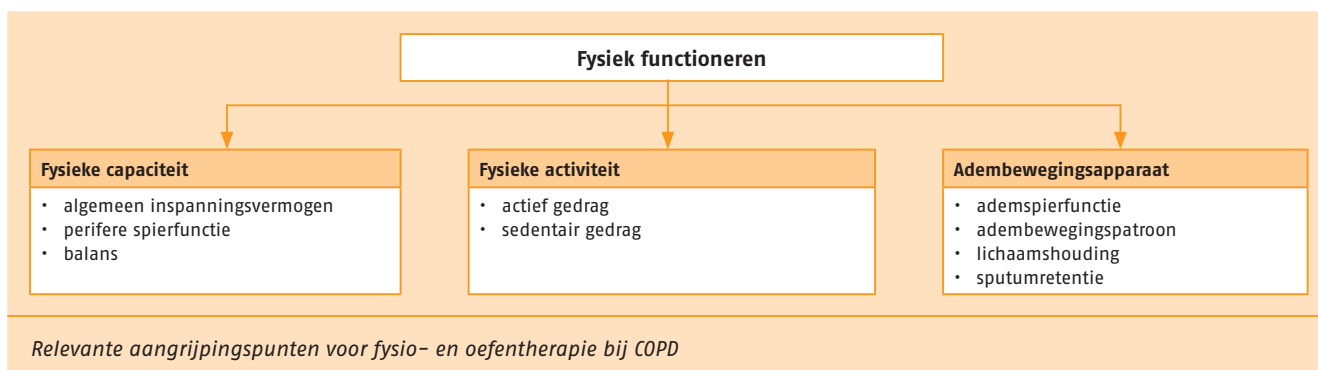 Fysiek functioneren
Fysieke capaciteit
• algemeen inspanningsvermogen
• perifere spierfunctie
• balans
Fysieke activiteit
• actief gedrag
• sedentair gedrag
Adembewegingsapparaat
• ademspierfunctie
• adembewegingspatroon
• lichaamshouding
• sputumretentie
Relevante aangrijpingspunten voor fysio- en oefentherapie bij COPD